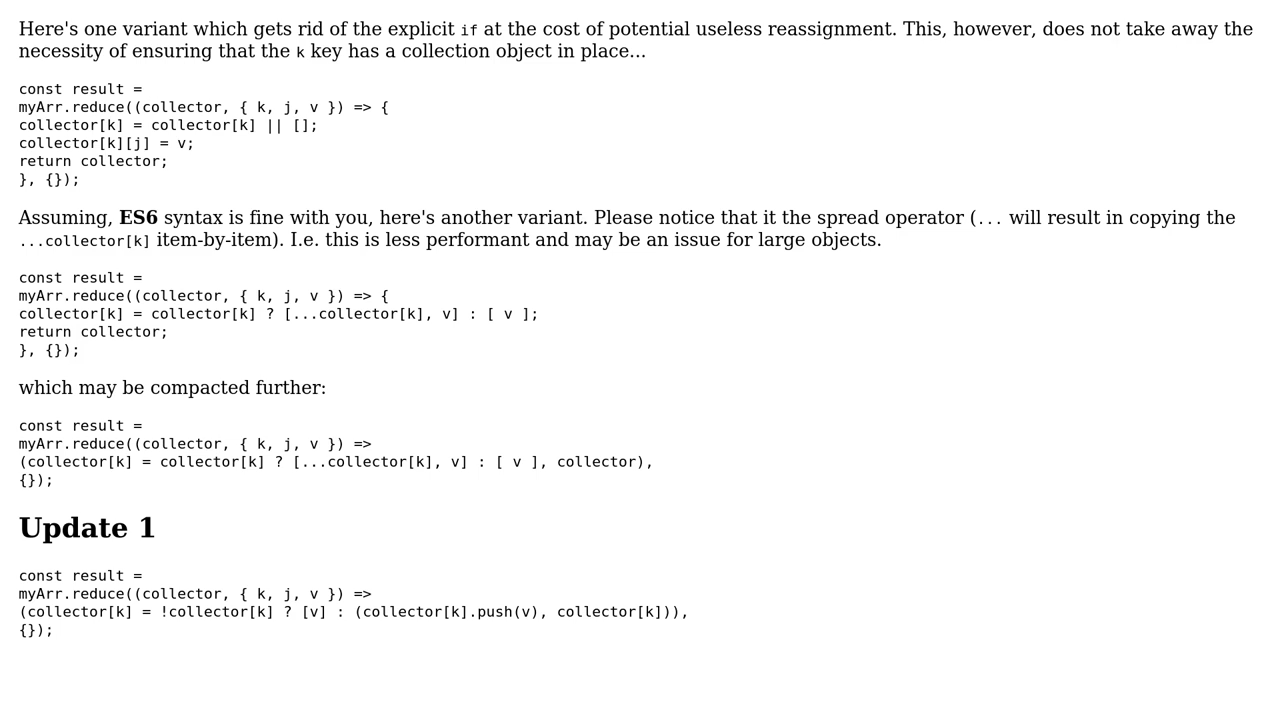 Here's one variant which gets rid of the explicit if at the cost of potential useless reassignment. This, however, does not take away the
necessity of ensuring that the k key has a collection object in place...
const result =
myArr.reduce((collector, { k, j, v }) => {
collector[k] = collector[k] || [];
collector[k][j] = v;
return collector;
}, {});
Assuming, ES6 syntax is fine with you, here's another variant. Please notice that it the spread operator (... will result in copying the
...collector[k] item-by-item). I.e. this is less performant and may be an issue for large objects.
const result =
myArr.reduce((collector, { k, j, v }) => {
collector[k] = collector[k] ? [...collector[k], v] : [ v ];
return collector;
}, {});
which may be compacted further:
const result =
myArr.reduce((collector, { k, j, v }) =>
(collector[k] = collector[k] ? [...collector[k], v] : [ v ], collector),
{});
Update 1
const result =
myArr.reduce((collector, { k, j, v }) =>
(collector[k] = !collector[k] ? [v] : (collector[k].push(v), collector[k])),
{});